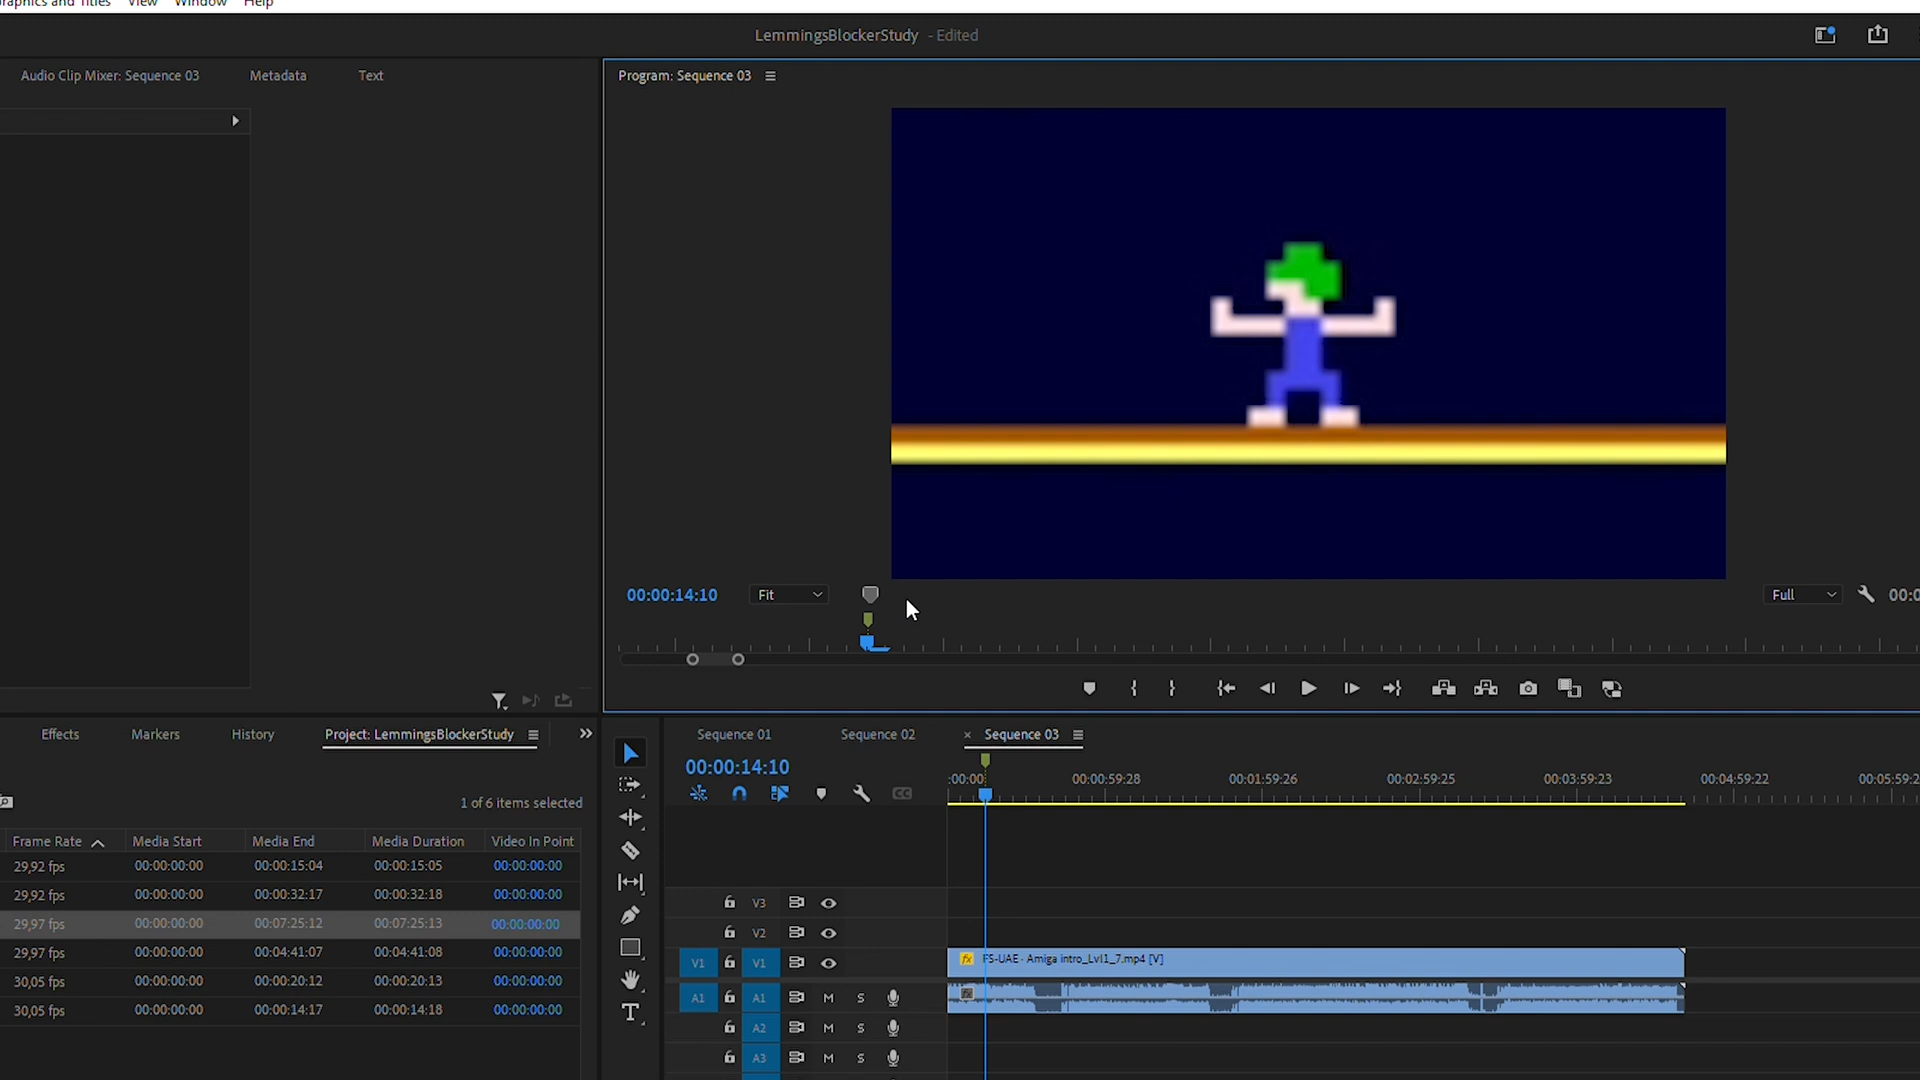 Graphics and Titles View Window Help
LemmingsBlockerStudy - Edited
Audio Clip Mixer: Sequence 03 Metadata Text
Program: Sequence 03
00:00:14:10 Fit Full 00:0
Effects Markers History Project: LemmingsBlockerStudy
1 of 6 items selected
Frame Rate Media Start Media End Media Duration Video In Point
29,92 fps 00:00:00:00 00:00:15:04 00:00:15:05 00:00:00:00
29,92 fps 00:00:00:00 00:00:32:17 00:00:32:18 00:00:00:00
29,97 fps 00:00:00:00 00:07:25:12 00:07:25:13 00:00:00:00
29,97 fps 00:00:00:00 00:04:41:07 00:04:41:08 00:00:00:00
30,05 fps 00:00:00:00 00:00:20:12 00:00:20:13 00:00:00:00
30,05 fps 00:00:00:00 00:00:14:17 00:00:14:18 00:00:00:00
Sequence 01 Sequence 02 × Sequence 03
00:00:14:10
:00:00 00:00:59:28 00:01:59:26 00:02:59:25 00:03:59:23 00:04:59:22 00:05:59:2
CC
V3
V2
V1 V1 fx FS-UAE - Amiga intro_Lvl1_7.mp4 [V]
A1 A1 M S fx
A2 M S
A3 M S
T